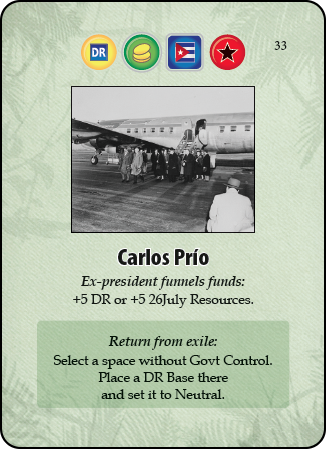 DR
33
Carlos Prío
Ex-president funnels funds:
+5 DR or +5 26July Resources.
Return from exile:
Select a space without Govt Control.
Place a DR Base there
and set it to Neutral.